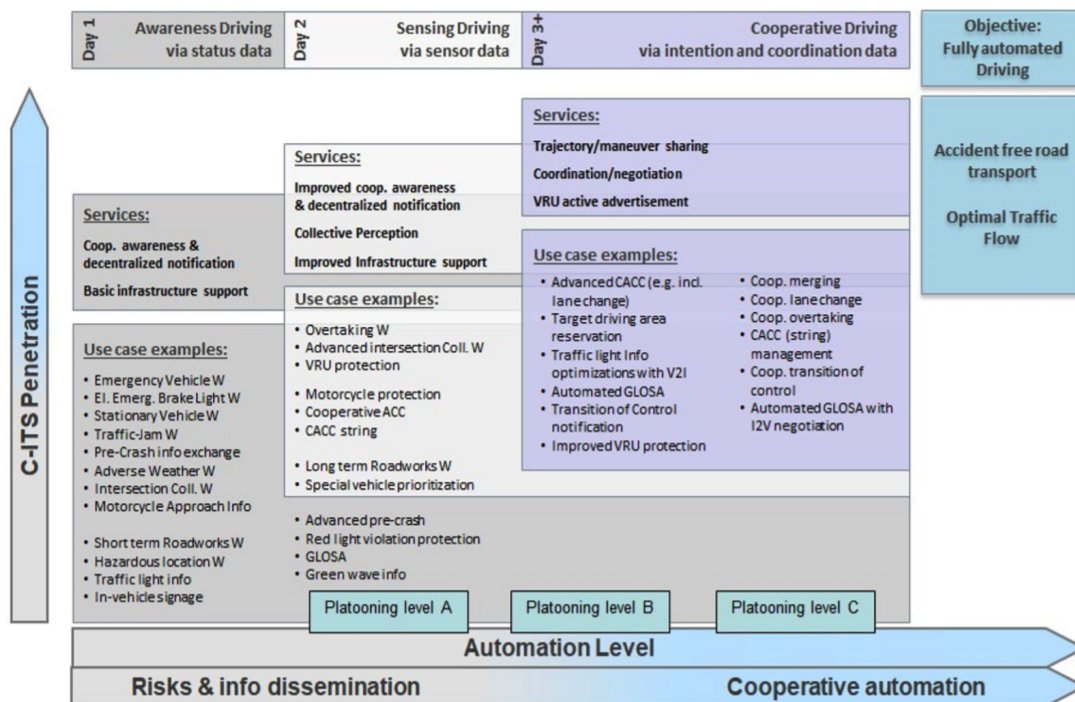 Day 1
Awareness Driving
via status data
Day 2
Sensing Driving
via sensor data
Day 3+
Cooperative Driving
via intention and coordination data
Objective:
Fully automated
Driving
C-ITS Penetration
Services:
Coop. awareness &
decentralized notification
Basic infrastructure support
Use case examples:
• Emergency Vehicle W
• El. Emerg. Brake Light W
• Stationary Vehicle W
• Traffic-Jam W
• Pre-Crash info exchange
• Adverse Weather W
• Intersection Coll. W
• Motorcycle Approach Info
• Short term Roadworks W
• Hazardous location W
• Traffic light info
• In-vehicle signage
Services:
Improved coop. awareness
& decentralized notification
Collective Perception
Improved Infrastructure support
Use case examples:
• Overtaking W
• Advanced intersection Coll. W
• VRU protection
• Motorcycle protection
• Cooperative ACC
• CACC string
• Long term Roadworks W
• Special vehicle prioritization
• Advanced pre-crash
• Red light violation protection
• GLOSA
• Green wave info
Services:
Trajectory/maneuver sharing
Coordination/negotiation
VRU active advertisement
Use case examples:
• Advanced CACC (e.g. incl.
lane change)
• Target driving area
reservation
• Traffic light Info
optimizations with V2I
• Automated GLOSA
• Transition of Control
notification
• Improved VRU protection
• Coop. merging
• Coop. lane change
• Coop. overtaking
• CACC (string)
management
• Coop. transition of
control
• Automated GLOSA with
I2V negotiation
Accident free road
transport
Optimal Traffic
Flow
Platooning level A
Platooning level B
Platooning level C
Automation Level
Risks & info dissemination
Cooperative automation